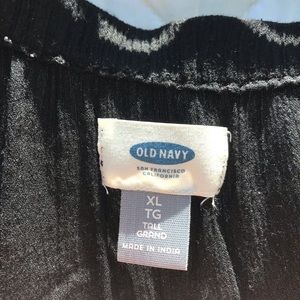 OLD NAVY
SAN FRANCISCO
CALIFORNIA
XL
TG
TALL
GRAND
MADE IN INDIA